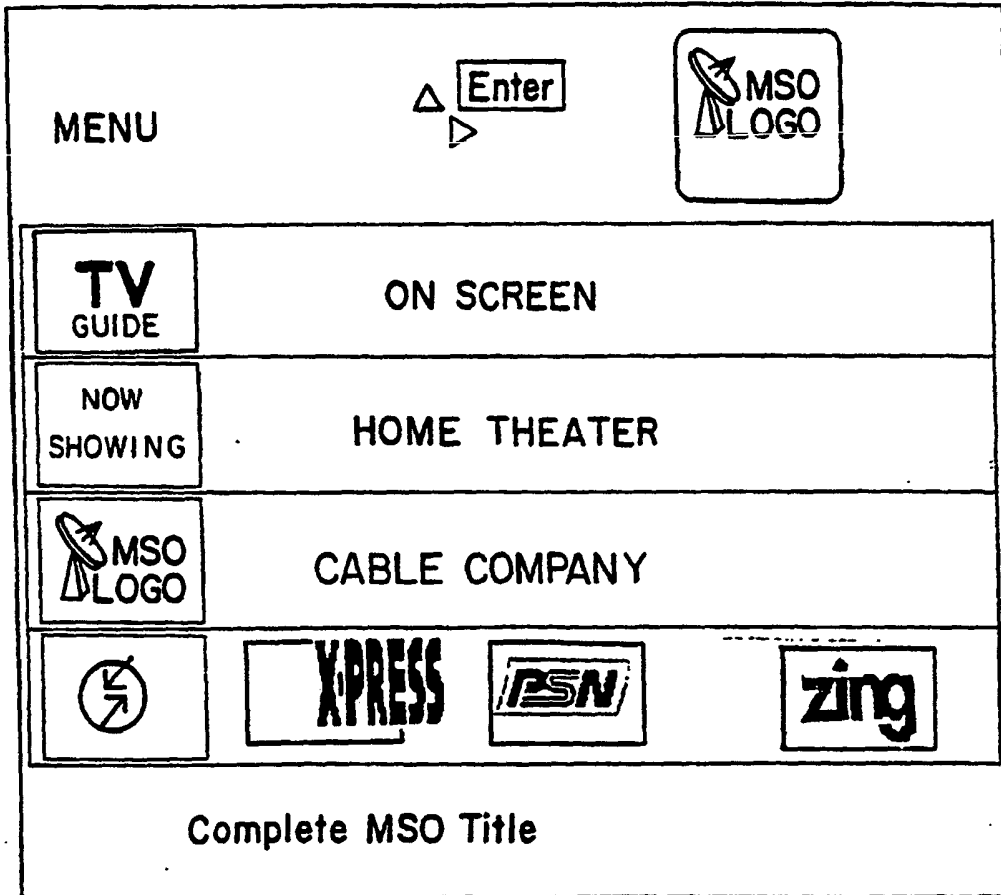 MENU
Enter
MSO
LOGO
TV
GUIDE
ON SCREEN
NOW
SHOWING
HOME THEATER
MSO
LOGO
CABLE COMPANY
X•PRESS
PSN
zing
Complete MSO Title